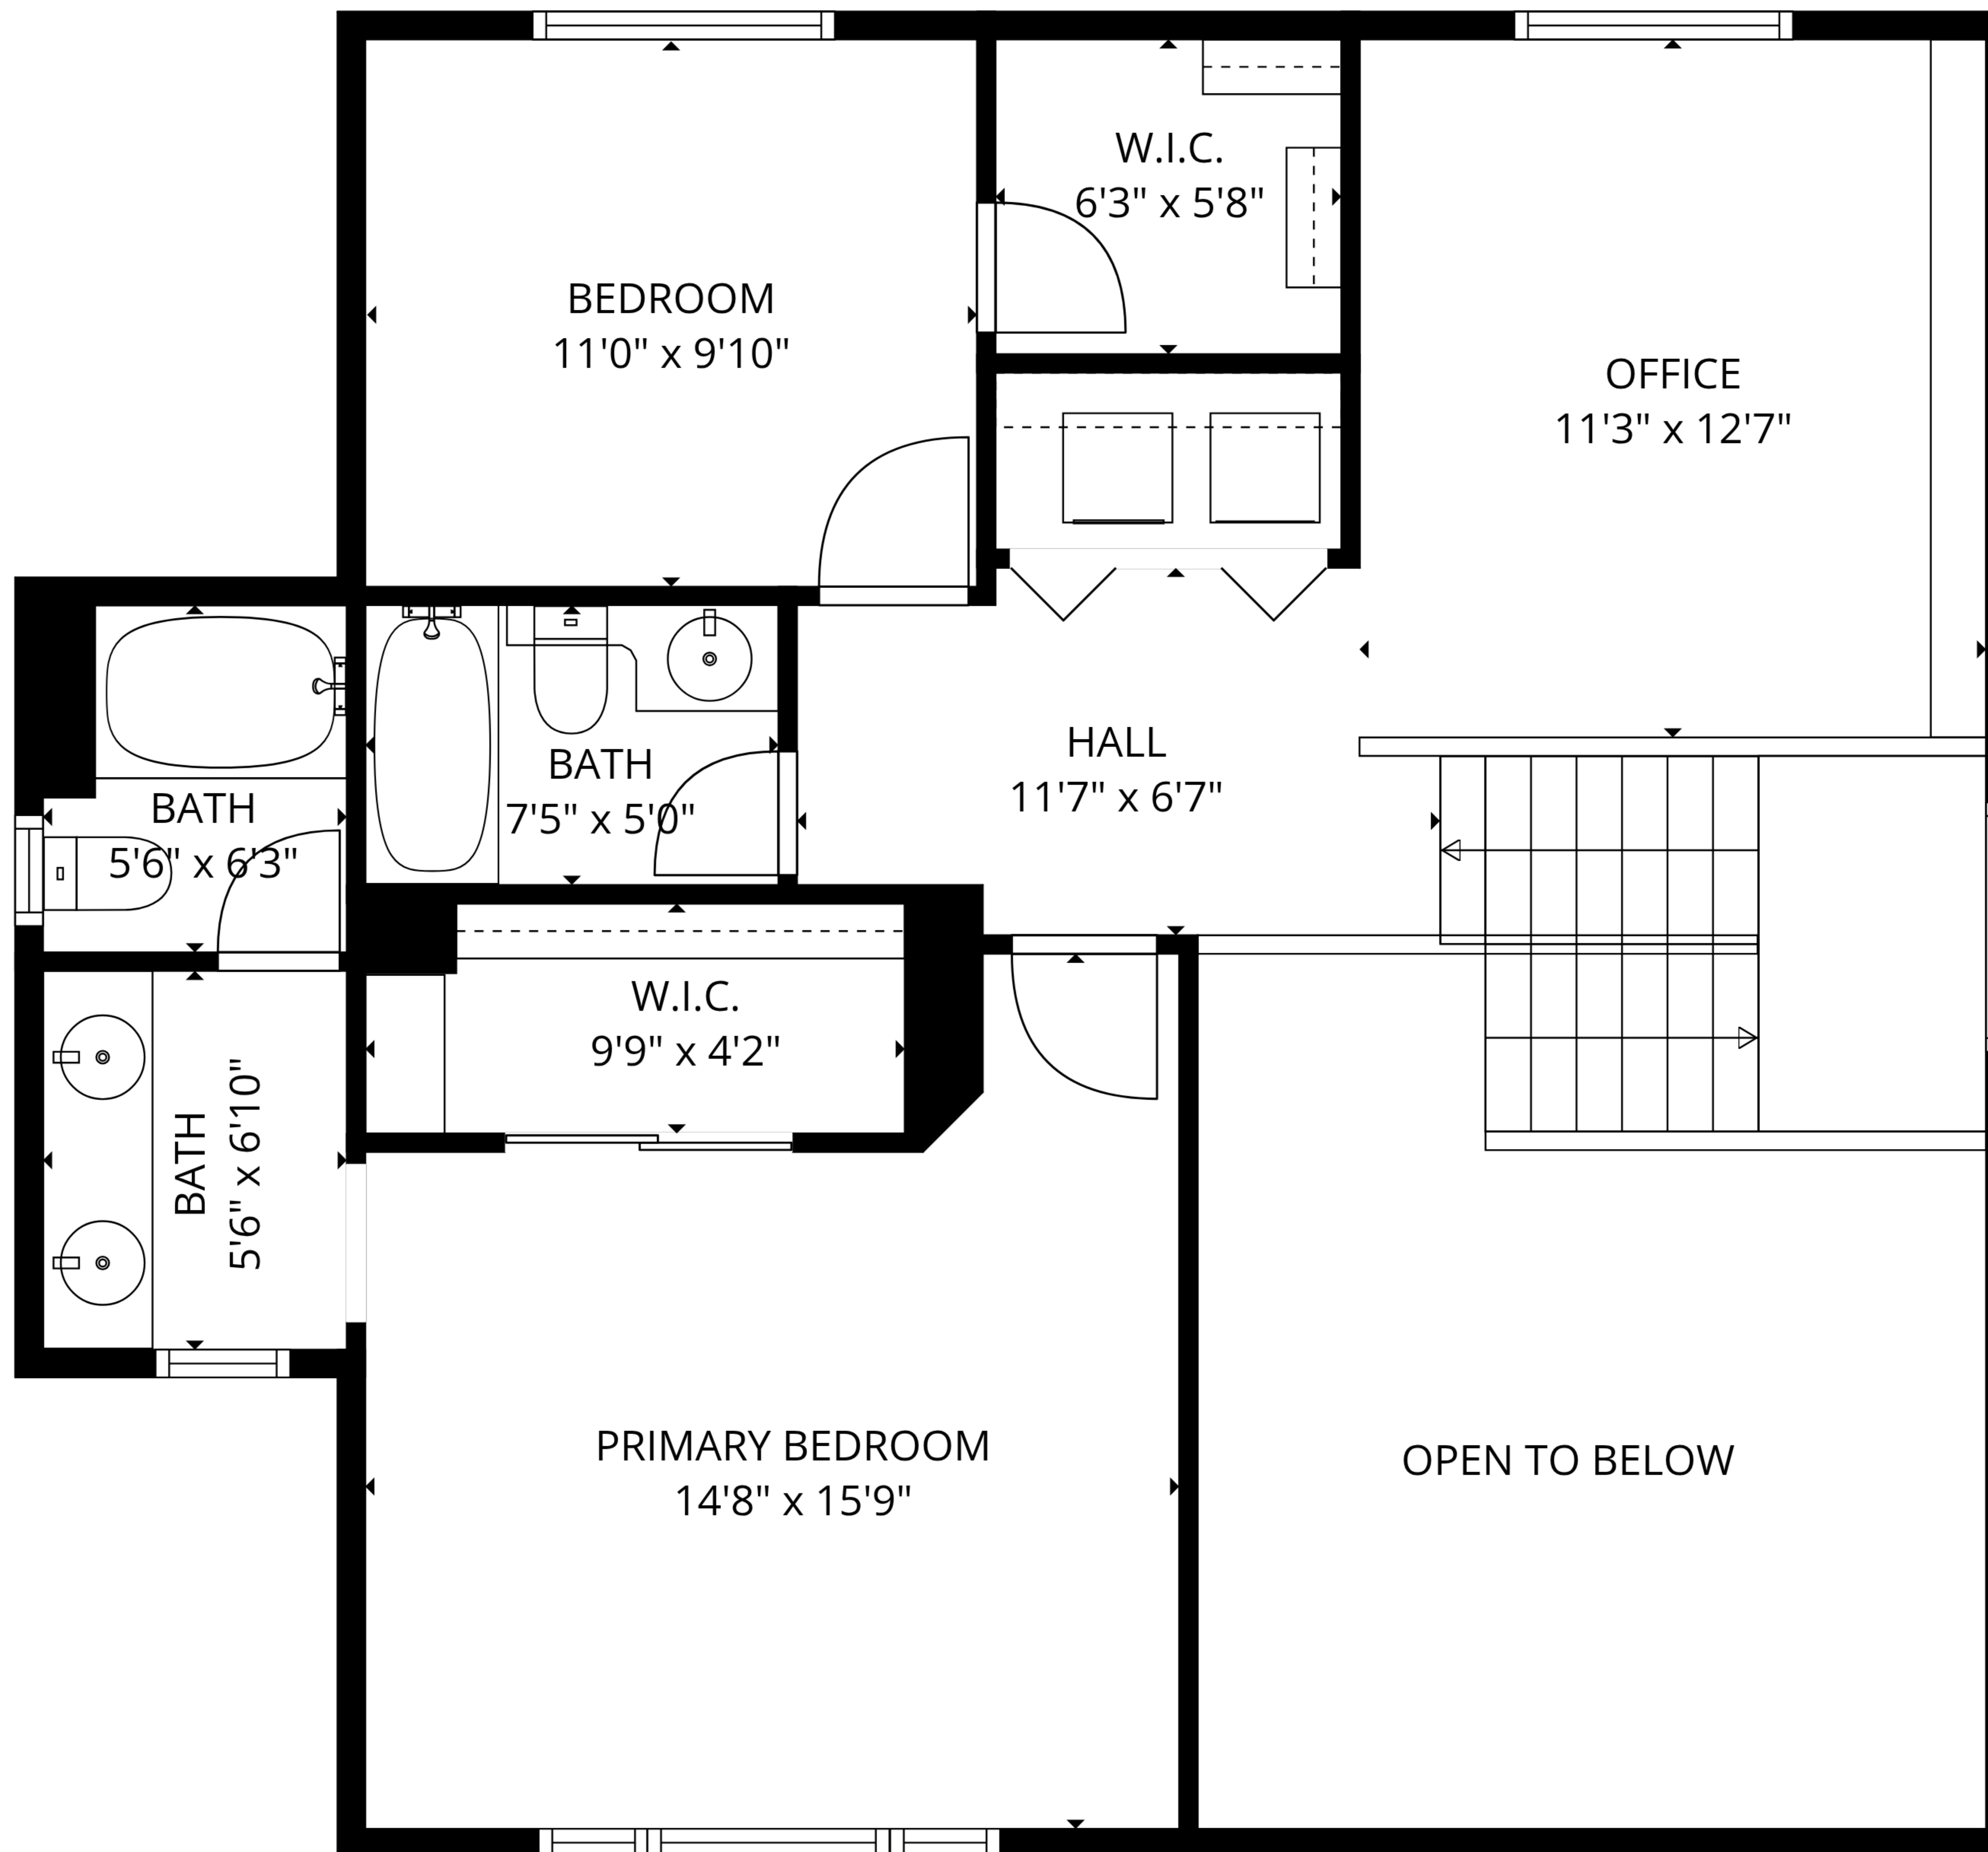 W.I.C.
6'3" x 5'8"
BEDROOM
11'0" x 9'10"
OFFICE
11'3" x 12'7"
HALL
11'7" x 6'7"
BATH
7'5" x 5'0"
BATH
5'6" x 6'3"
W.I.C.
9'9" x 4'2"
BATH
5'6" x 6'10"
PRIMARY BEDROOM
14'8" x 15'9"
OPEN TO BELOW